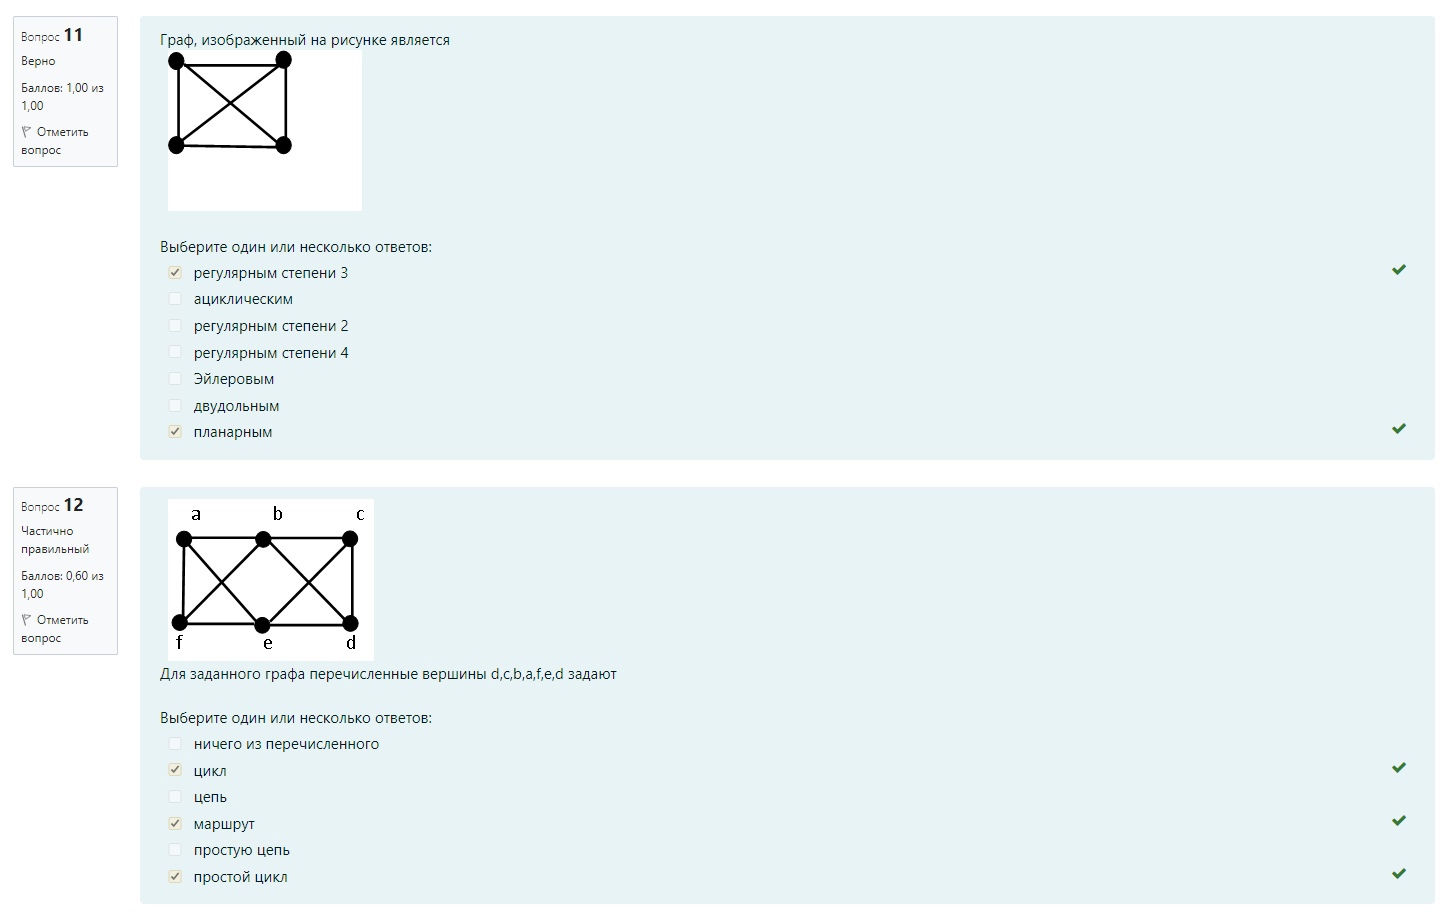 Вопрос 11
Верно
Баллов: 1,00 из
1,00
Отметить
вопрос
Граф, изображенный на рисунке является
Выберите один или несколько ответов:
регулярным степени 3
ациклическим
регулярным степени 2
регулярным степени 4
Эйлеровым
двудольным
планарным
Вопрос 12
Частично
правильный
Баллов: 0,60 из
1,00
Отметить
вопрос
a b c
f e d
Для заданного графа перечисленные вершины d,c,b,a,f,e,d задают
Выберите один или несколько ответов:
ничего из перечисленного
цикл
цепь
маршрут
простую цепь
простой цикл